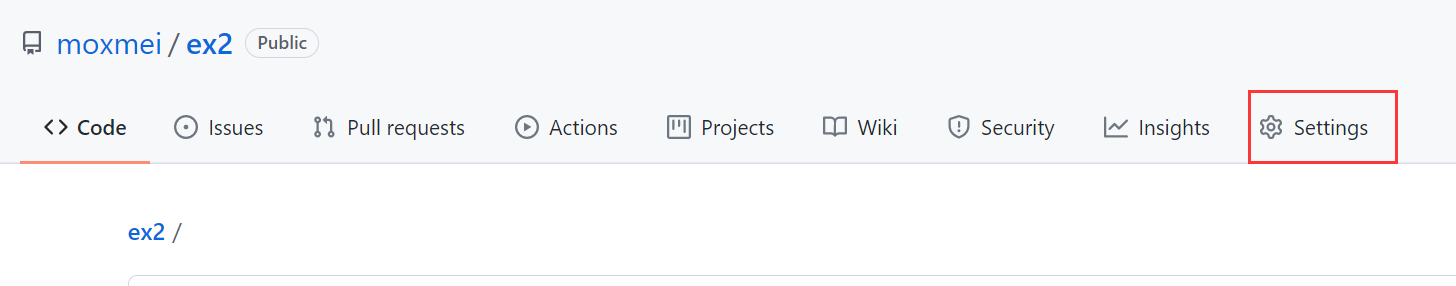 moxmei / ex2 Public
Code Issues Pull requests Actions Projects Wiki Security Insights Settings
ex2 /